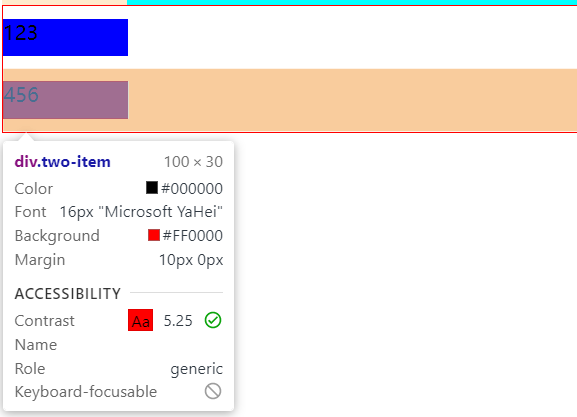 123
456
div.two-item 100 × 30
Color #000000
Font 16px "Microsoft YaHei"
Background #FF0000
Margin 10px 0px
ACCESSIBILITY
Contrast Aa 5.25
Name
Role generic
Keyboard-focusable